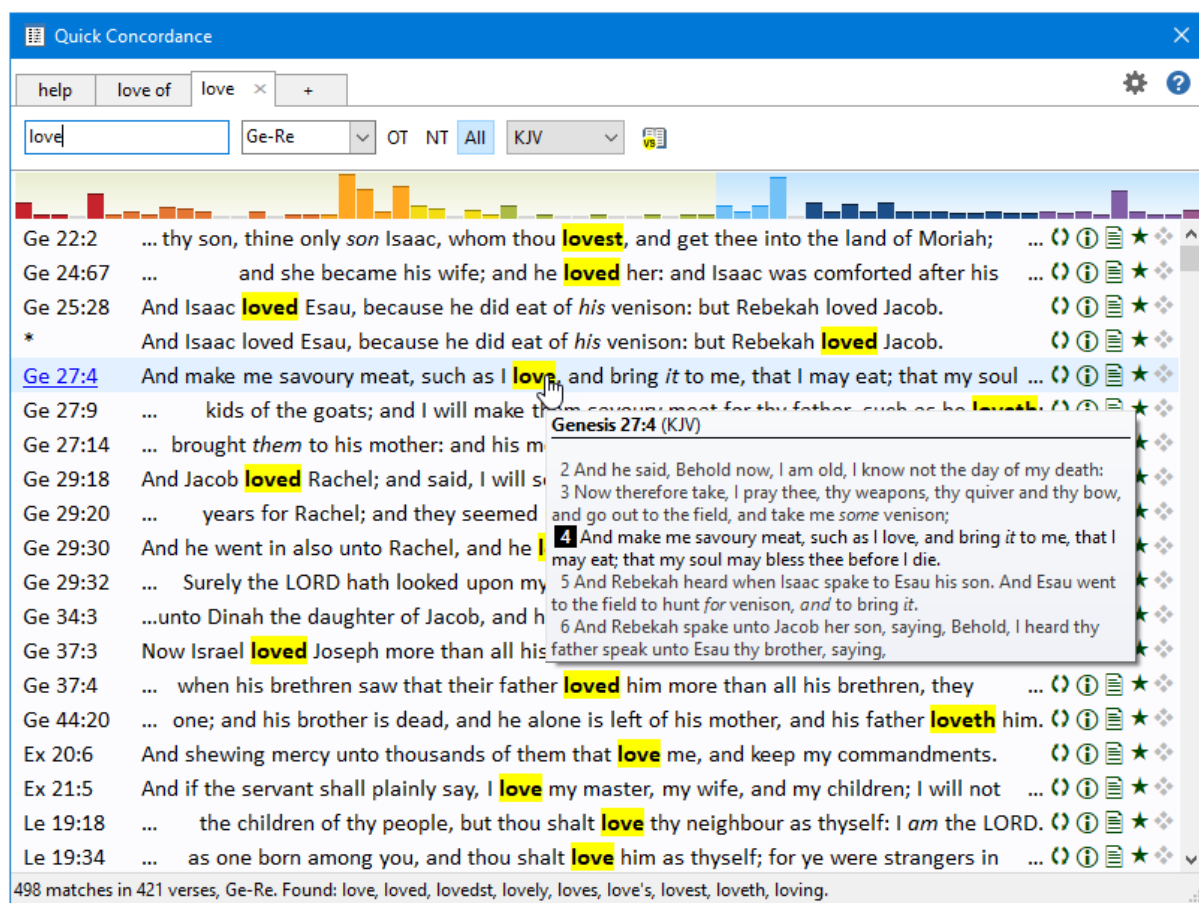 Quick Concordance
help love of love × +
love Ge-Re OT NT All KJV VS
Ge 22:2 ... thy son, thine only son Isaac, whom thou lovest, and get thee into the land of Moriah; ...
Ge 24:67 ... and she became his wife; and he loved her: and Isaac was comforted after his ...
Ge 25:28 And Isaac loved Esau, because he did eat of his venison: but Rebekah loved Jacob.
* And Isaac loved Esau, because he did eat of his venison: but Rebekah loved Jacob.
Ge 27:4 And make me savoury meat, such as I love, and bring it to me, that I may eat; that my soul ...
Ge 27:9 ... kids of the goats; and I will make them savoury meat for thy father, such as he loveth:
Ge 27:14 ... brought them to his mother: and his
Ge 29:18 And Jacob loved Rachel; and said, I will
Ge 29:20 ... years for Rachel; and they seemed
Ge 29:30 And he went in also unto Rachel, and he
Ge 29:32 ... Surely the LORD hath looked upon my
Ge 34:3 ...unto Dinah the daughter of Jacob, and
Ge 37:3 Now Israel loved Joseph more than all his
Genesis 27:4 (KJV)
2 And he said, Behold now, I am old, I know not the day of my death:
3 Now therefore take, I pray thee, thy weapons, thy quiver and thy bow,
and go out to the field, and take me some venison;
4 And make me savoury meat, such as I love, and bring it to me, that I
may eat; that my soul may bless thee before I die.
5 And Rebekah heard when Isaac spake to Esau his son. And Esau went
to the field to hunt for venison, and to bring it.
6 And Rebekah spake unto Jacob her son, saying, Behold, I heard thy
father speak unto Esau thy brother, saying,
Ge 37:4 ... when his brethren saw that their father loved him more than all his brethren, they ...
Ge 44:20 ... one; and his brother is dead, and he alone is left of his mother, and his father loveth him.
Ex 20:6 And shewing mercy unto thousands of them that love me, and keep my commandments.
Ex 21:5 And if the servant shall plainly say, I love my master, my wife, and my children; I will not ...
Le 19:18 ... the children of thy people, but thou shalt love thy neighbour as thyself: I am the LORD.
Le 19:34 ... as one born among you, and thou shalt love him as thyself; for ye were strangers in ...
498 matches in 421 verses, Ge-Re. Found: love, loved, lovedst, lovely, loves, love's, lovest, loveth, loving.